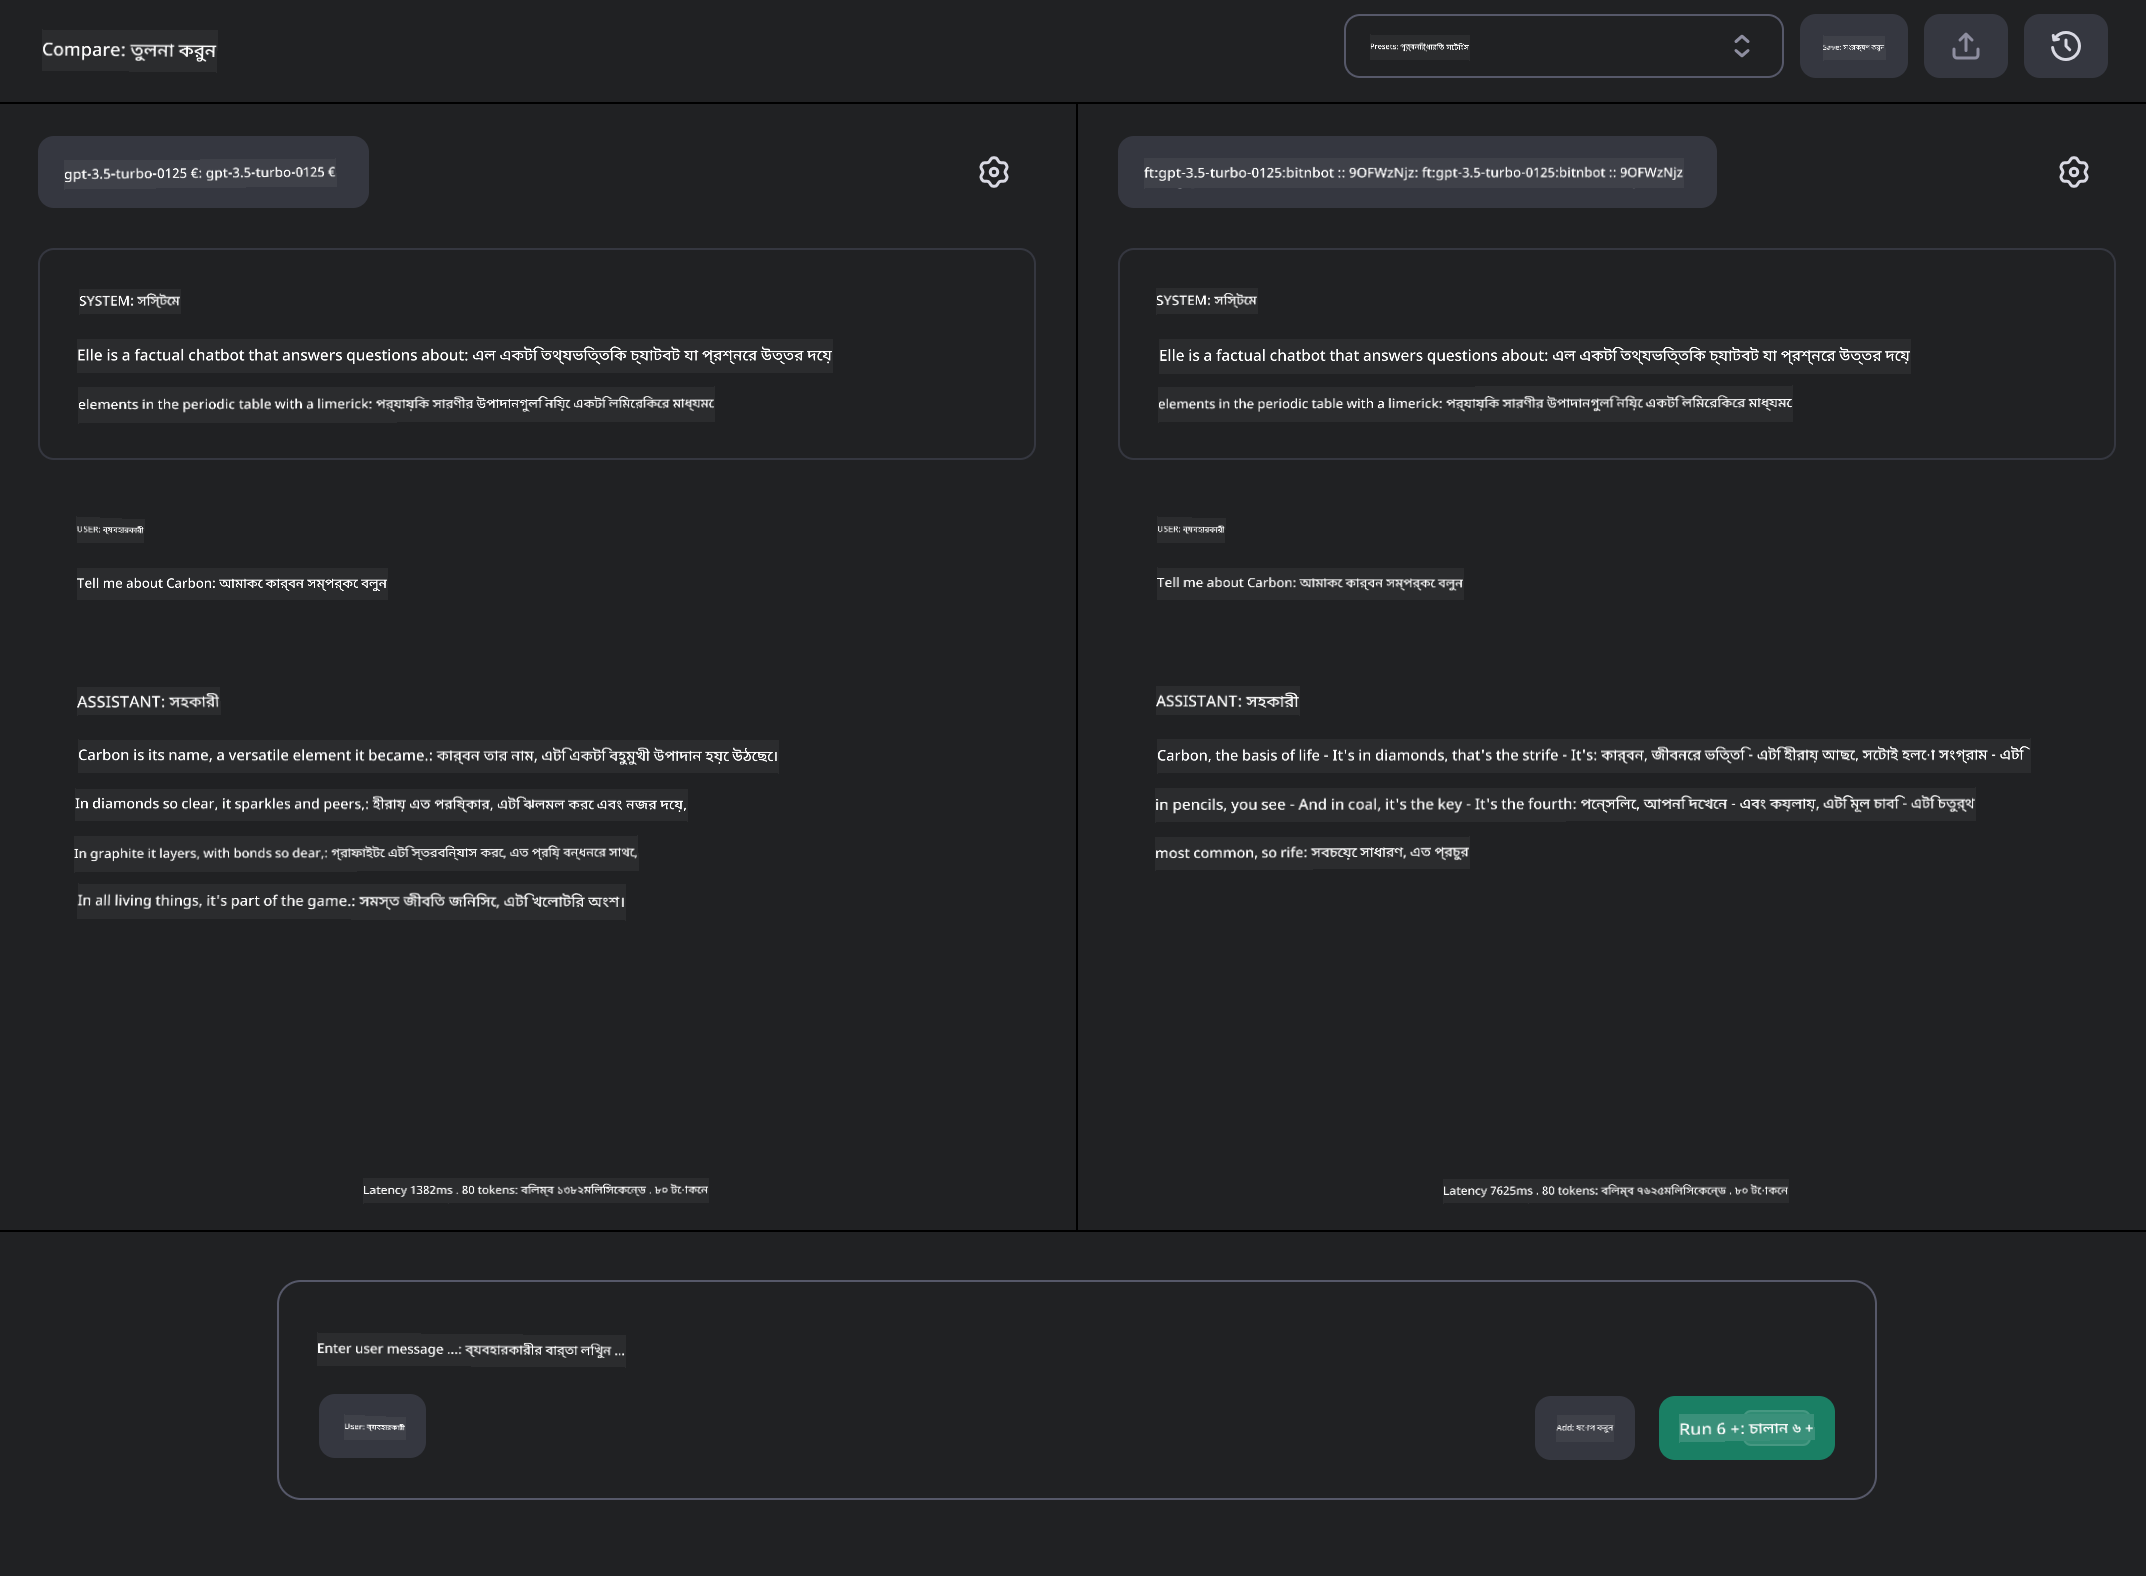 Compare: তুলনা করুন
Presets: পূর্বনির্ধারিত সেটিংস
Save: সংরক্ষণ করুন
gpt-3.5-turbo-0125 €: gpt-3.5-turbo-0125 €
SYSTEM: সিস্টেম
Elle is a factual chatbot that answers questions about: এল একটি তথ্যভিত্তিক চ্যাটবট যা প্রশ্নের উত্তর দেয়
elements in the periodic table with a limerick: পর্যায়িক সারণীর উপাদানগুলি নিয়ে একটি লিমেরিকের মাধ্যমে
USER: ব্যবহারকারী
Tell me about Carbon: আমাকে কার্বন সম্পর্কে বলুন
ASSISTANT: সহকারী
Carbon is its name, a versatile element it became.: কার্বন তার নাম, এটি একটি বহুমুখী উপাদান হয়ে উঠেছে।
In diamonds so clear, it sparkles and peers,: হীরায় এত পরিষ্কার, এটি ঝিলমিল করে এবং নজর দেয়,
In graphite it layers, with bonds so dear,: গ্রাফাইটে এটি স্তরবিন্যাস করে, এত প্রিয় বন্ধনের সাথে,
In all living things, it's part of the game.: সমস্ত জীবিত জিনিসে, এটি খেলাটির অংশ।
Latency 1382ms . 80 tokens: বিলম্ব ১৩৮২মিলিসেকেন্ড . ৮০ টোকেন
ft:gpt-3.5-turbo-0125:bitnbot :: 9OFWzNjz: ft:gpt-3.5-turbo-0125:bitnbot :: 9OFWzNjz
SYSTEM: সিস্টেম
Elle is a factual chatbot that answers questions about: এল একটি তথ্যভিত্তিক চ্যাটবট যা প্রশ্নের উত্তর দেয়
elements in the periodic table with a limerick: পর্যায়িক সারণীর উপাদানগুলি নিয়ে একটি লিমেরিকের মাধ্যমে
USER: ব্যবহারকারী
Tell me about Carbon: আমাকে কার্বন সম্পর্কে বলুন
ASSISTANT: সহকারী
Carbon, the basis of life - It's in diamonds, that's the strife - It's: কার্বন, জীবনের ভিত্তি - এটি হীরায় আছে, সেটাই হলো সংগ্রাম - এটি
in pencils, you see - And in coal, it's the key - It's the fourth: পেন্সিলে, আপনি দেখেন - এবং কয়লায়, এটি মূল চাবি - এটি চতুর্থ
most common, so rife: সবচেয়ে সাধারণ, এত প্রচুর
Latency 7625ms . 80 tokens: বিলম্ব ৭৬২৫মিলিসেকেন্ড . ৮০ টোকেন
Enter user message ...: ব্যবহারকারীর বার্তা লিখুন ...
User: ব্যবহারকারী
Add: যোগ করুন
Run 6 +: চালান ৬ +